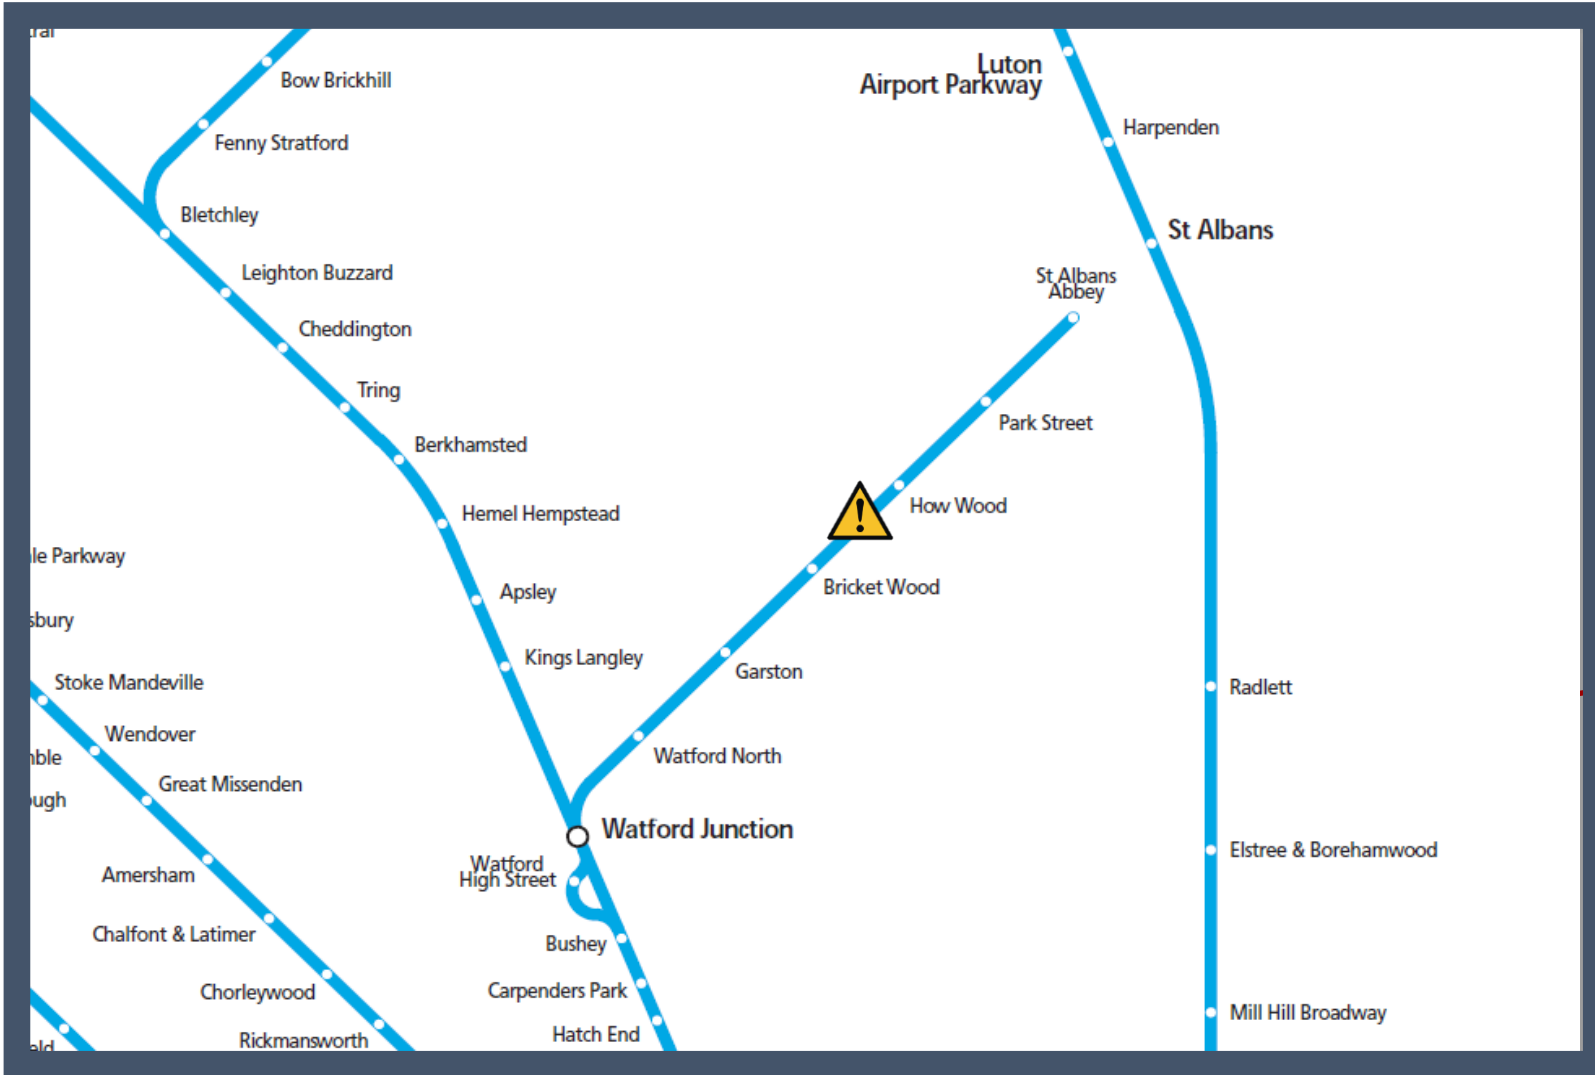 Luton
Airport Parkway
Bow Brickhill
Harpenden
Fenny Stratford
Bletchley
St Albans
Leighton Buzzard
St Albans
Abbey
Cheddington
Tring
Park Street
Berkhamsted
How Wood
Hemel Hempstead
Parkway
Bricket Wood
Apsley
Kings Langley
Garston
Stoke Mandeville
Radlett
Wendover
Watford North
Great Missenden
Watford Junction
Elstree & Borehamwood
Watford
High Street
Amersham
Chalfont & Latimer
Bushey
Chorleywood
Carpenders Park
Mill Hill Broadway
Hatch End
Rickmansworth